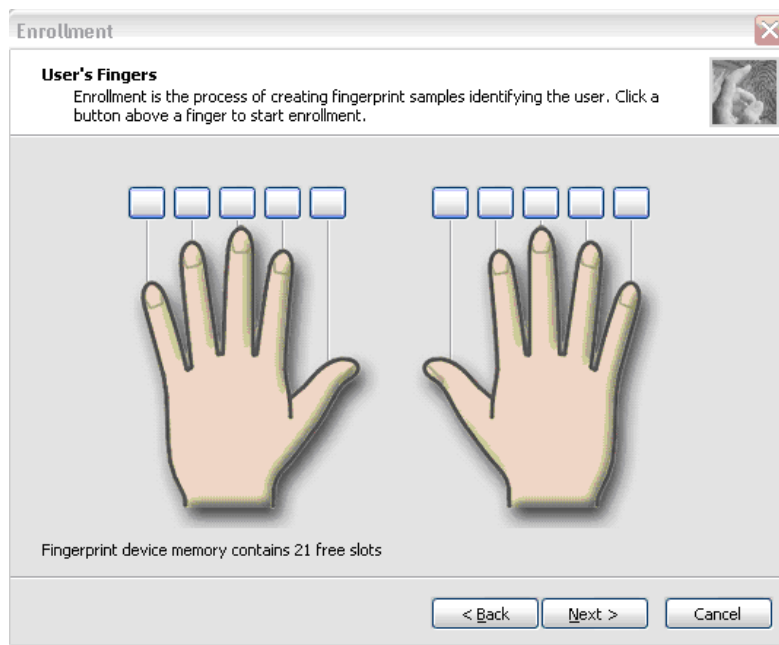 Enrollment
User's Fingers
Enrollment is the process of creating fingerprint samples identifying the user. Click a
button above a finger to start enrollment.
Fingerprint device memory contains 21 free slots
< Back
Next >
Cancel